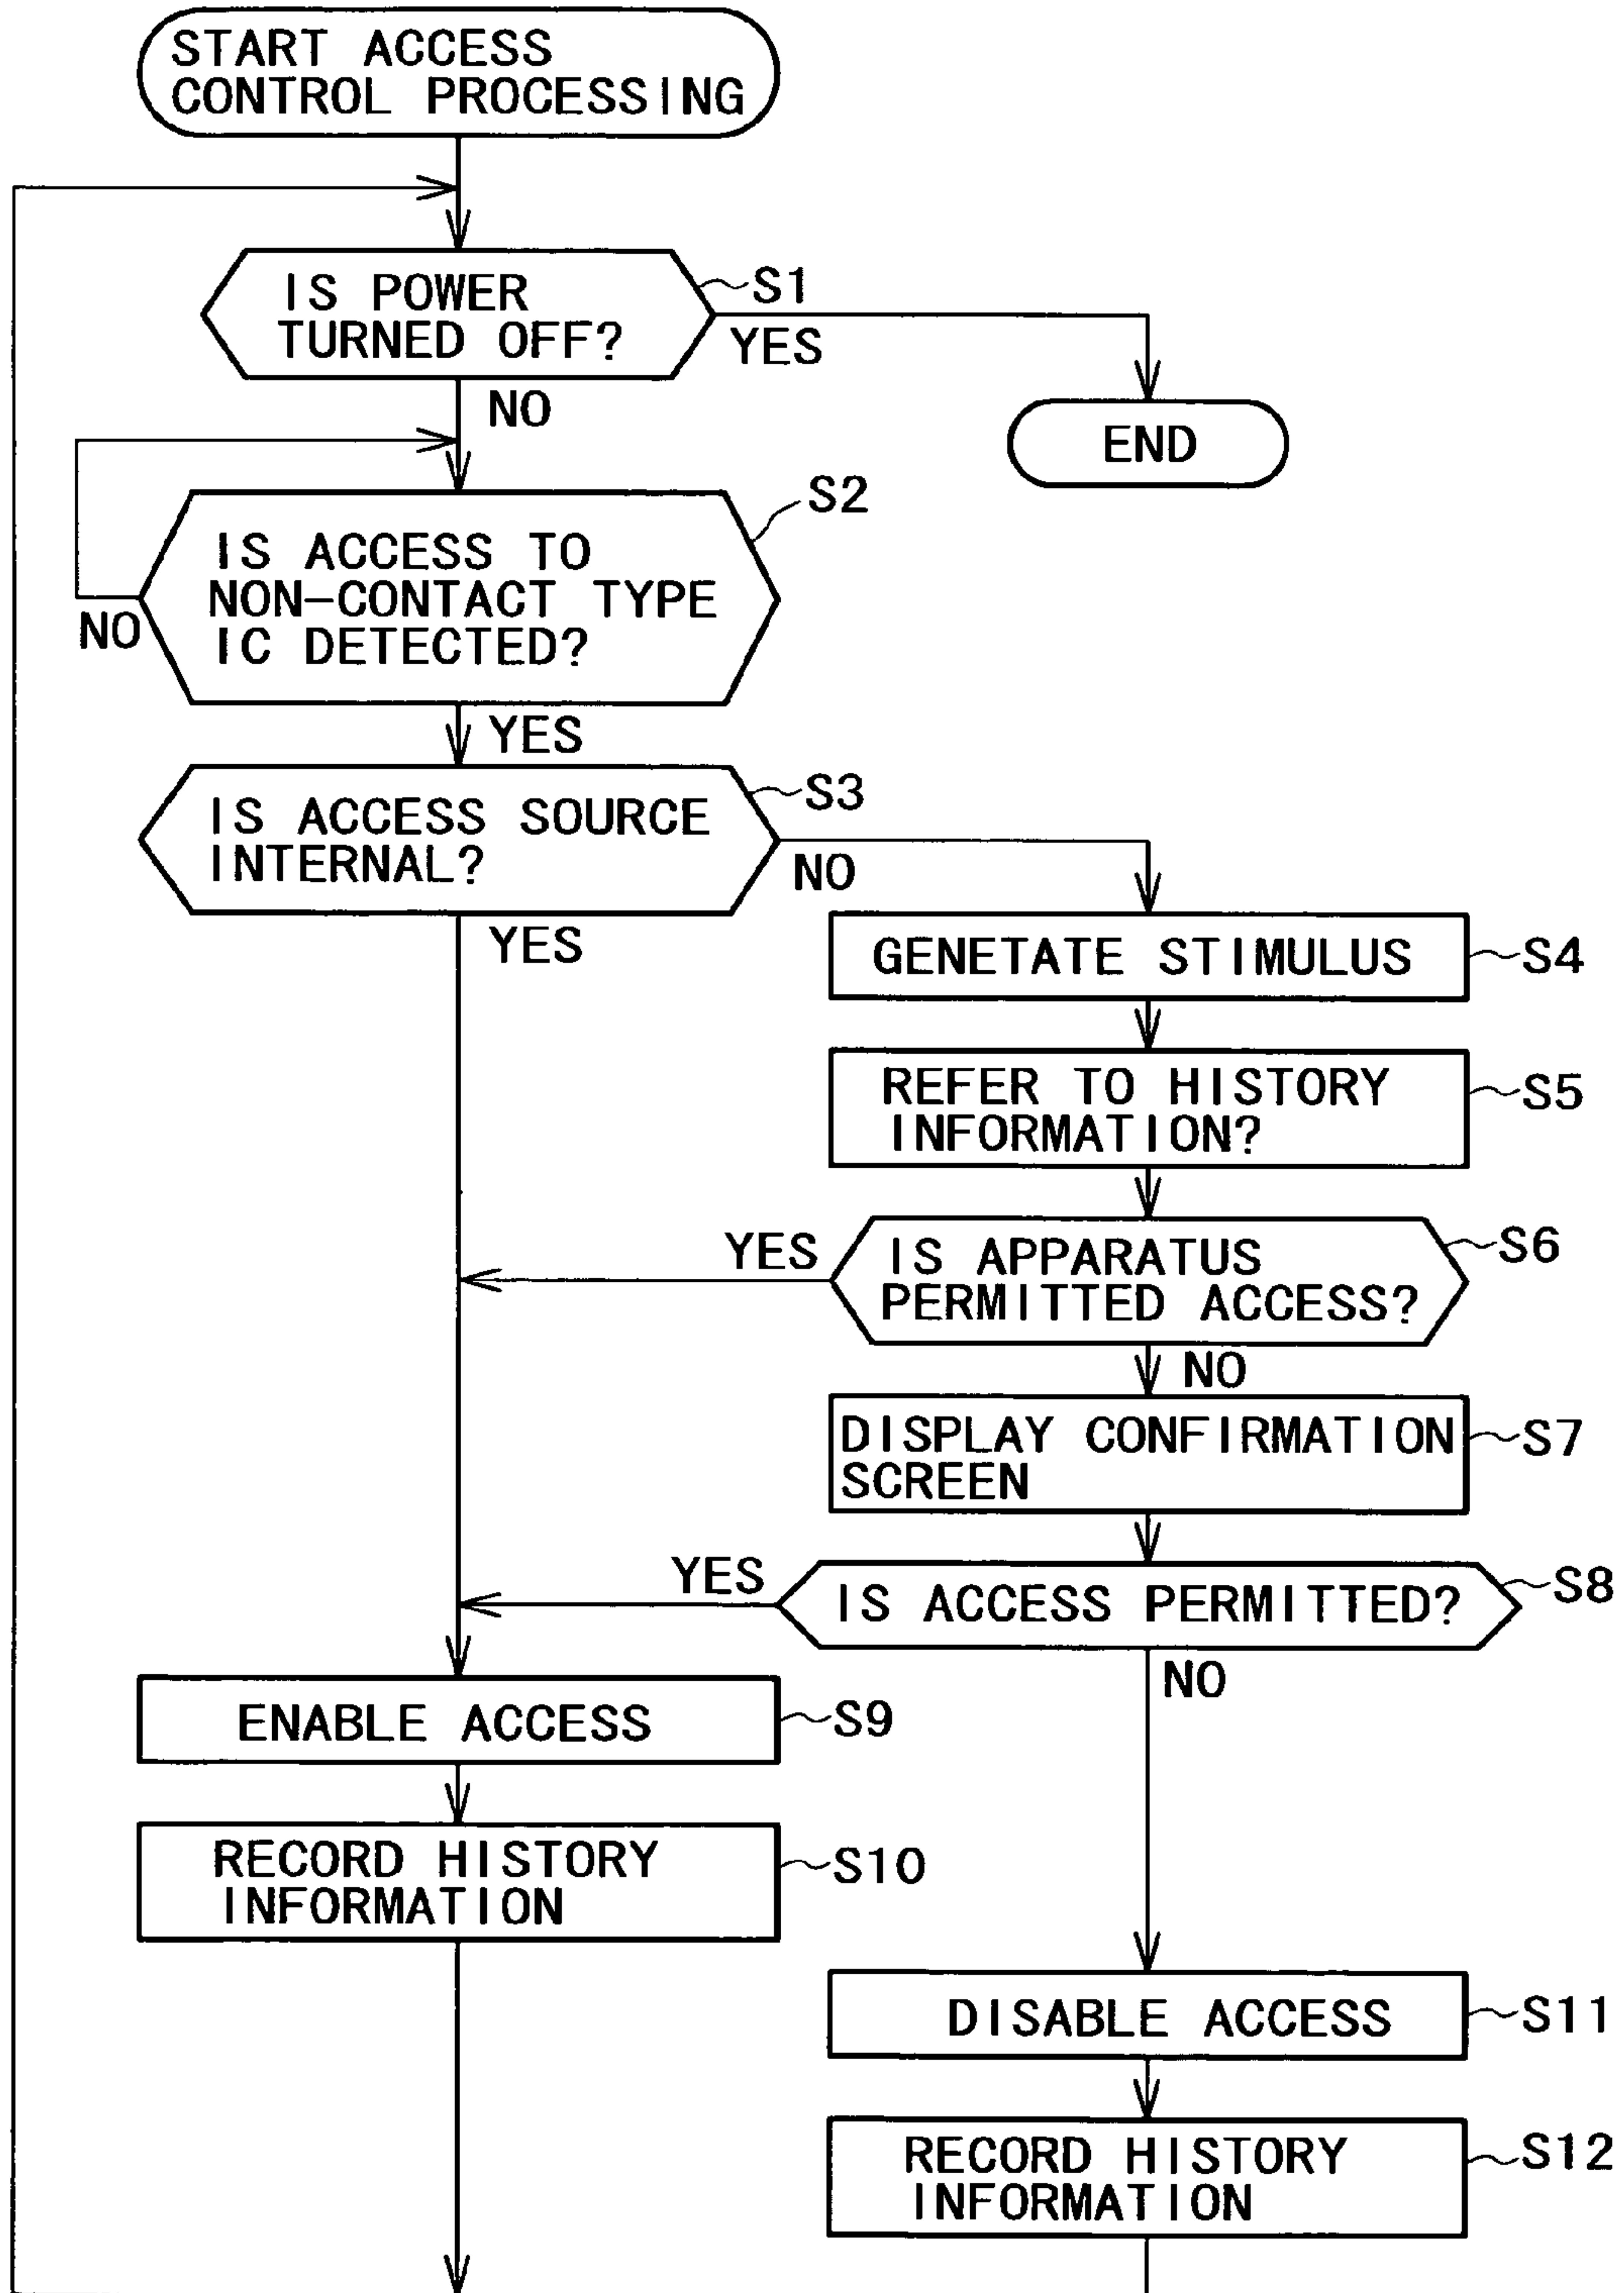 START ACCESS
CONTROL PROCESSING
IS POWER
TURNED OFF?
S1
YES
NO
END
S2
IS ACCESS TO
NON-CONTACT TYPE
IC DETECTED?
NO
YES
S3
IS ACCESS SOURCE
INTERNAL?
NO
YES
GENETATE STIMULUS
S4
REFER TO HISTORY
INFORMATION?
S5
YES
IS APPARATUS
PERMITTED ACCESS?
S6
NO
DISPLAY CONFIRMATION
SCREEN
S7
YES
IS ACCESS PERMITTED?
S8
NO
ENABLE ACCESS
S9
RECORD HISTORY
INFORMATION
S10
DISABLE ACCESS
S11
RECORD HISTORY
INFORMATION
S12